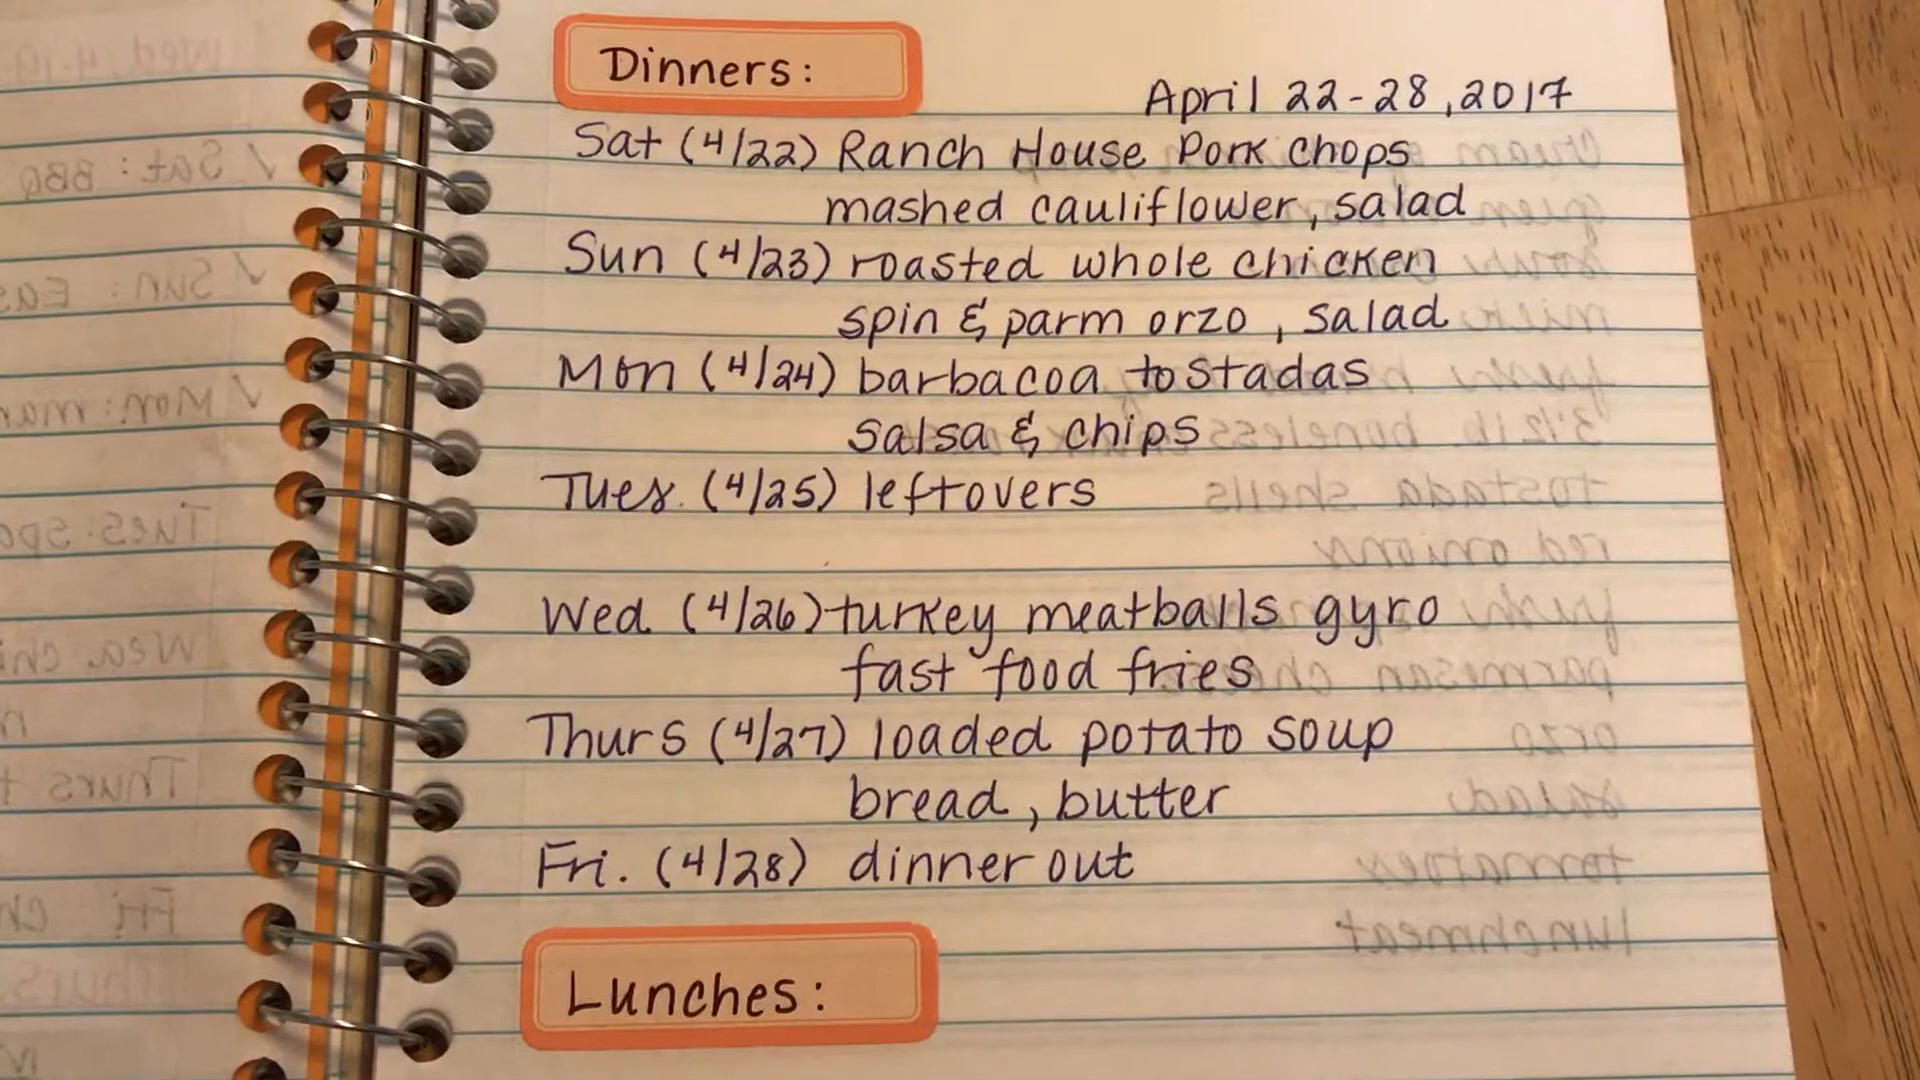 Dinners:
April 22-28, 2017
Sat (4/22) Ranch House Pork Chops
mashed cauliflower, salad
Sun (4/23) roasted whole chicken
spin & parm orzo, salad
Mon (4/24) barbacoa tostadas
salsa & chips
Tues. (4/25) leftovers
Wed (4/26) turkey meatballs gyro
fast food fries
Thurs (4/27) loaded potato soup
bread, butter
Fri. (4/28) dinner out
Lunches: